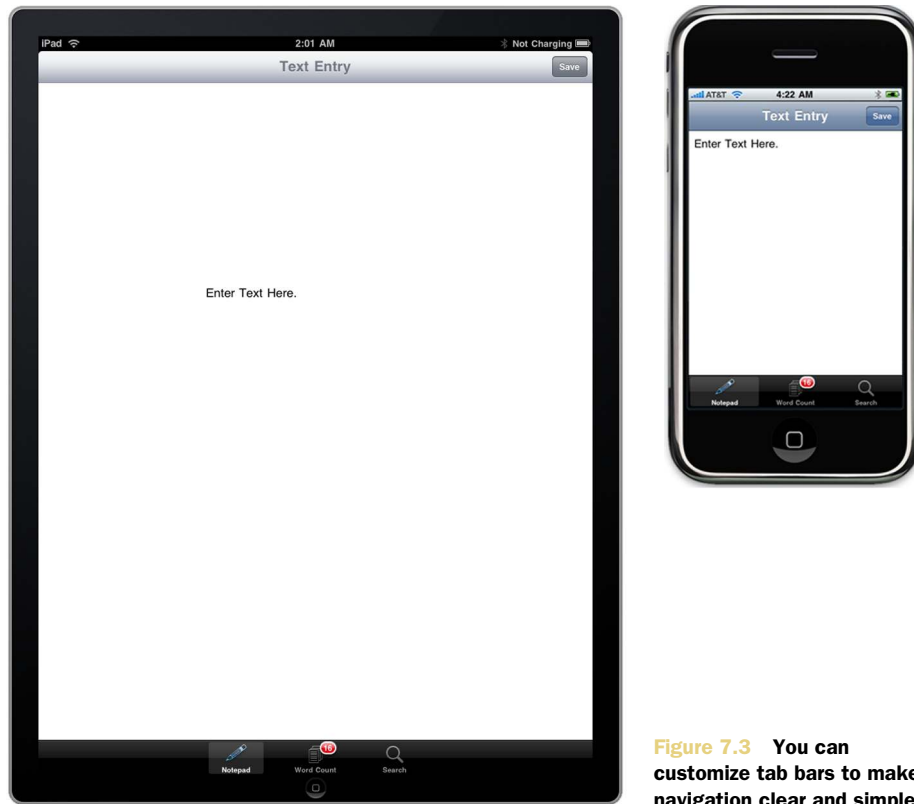 iPad 2:01 AM Not Charging
Text Entry Save
Enter Text Here.
16
Notepad Word Count Search
AT&T 4:22 AM
Text Entry Save
Enter Text Here.
16
Notepad Word Count Search
Figure 7.3 You can
customize tab bars to make
navigation clear and simple